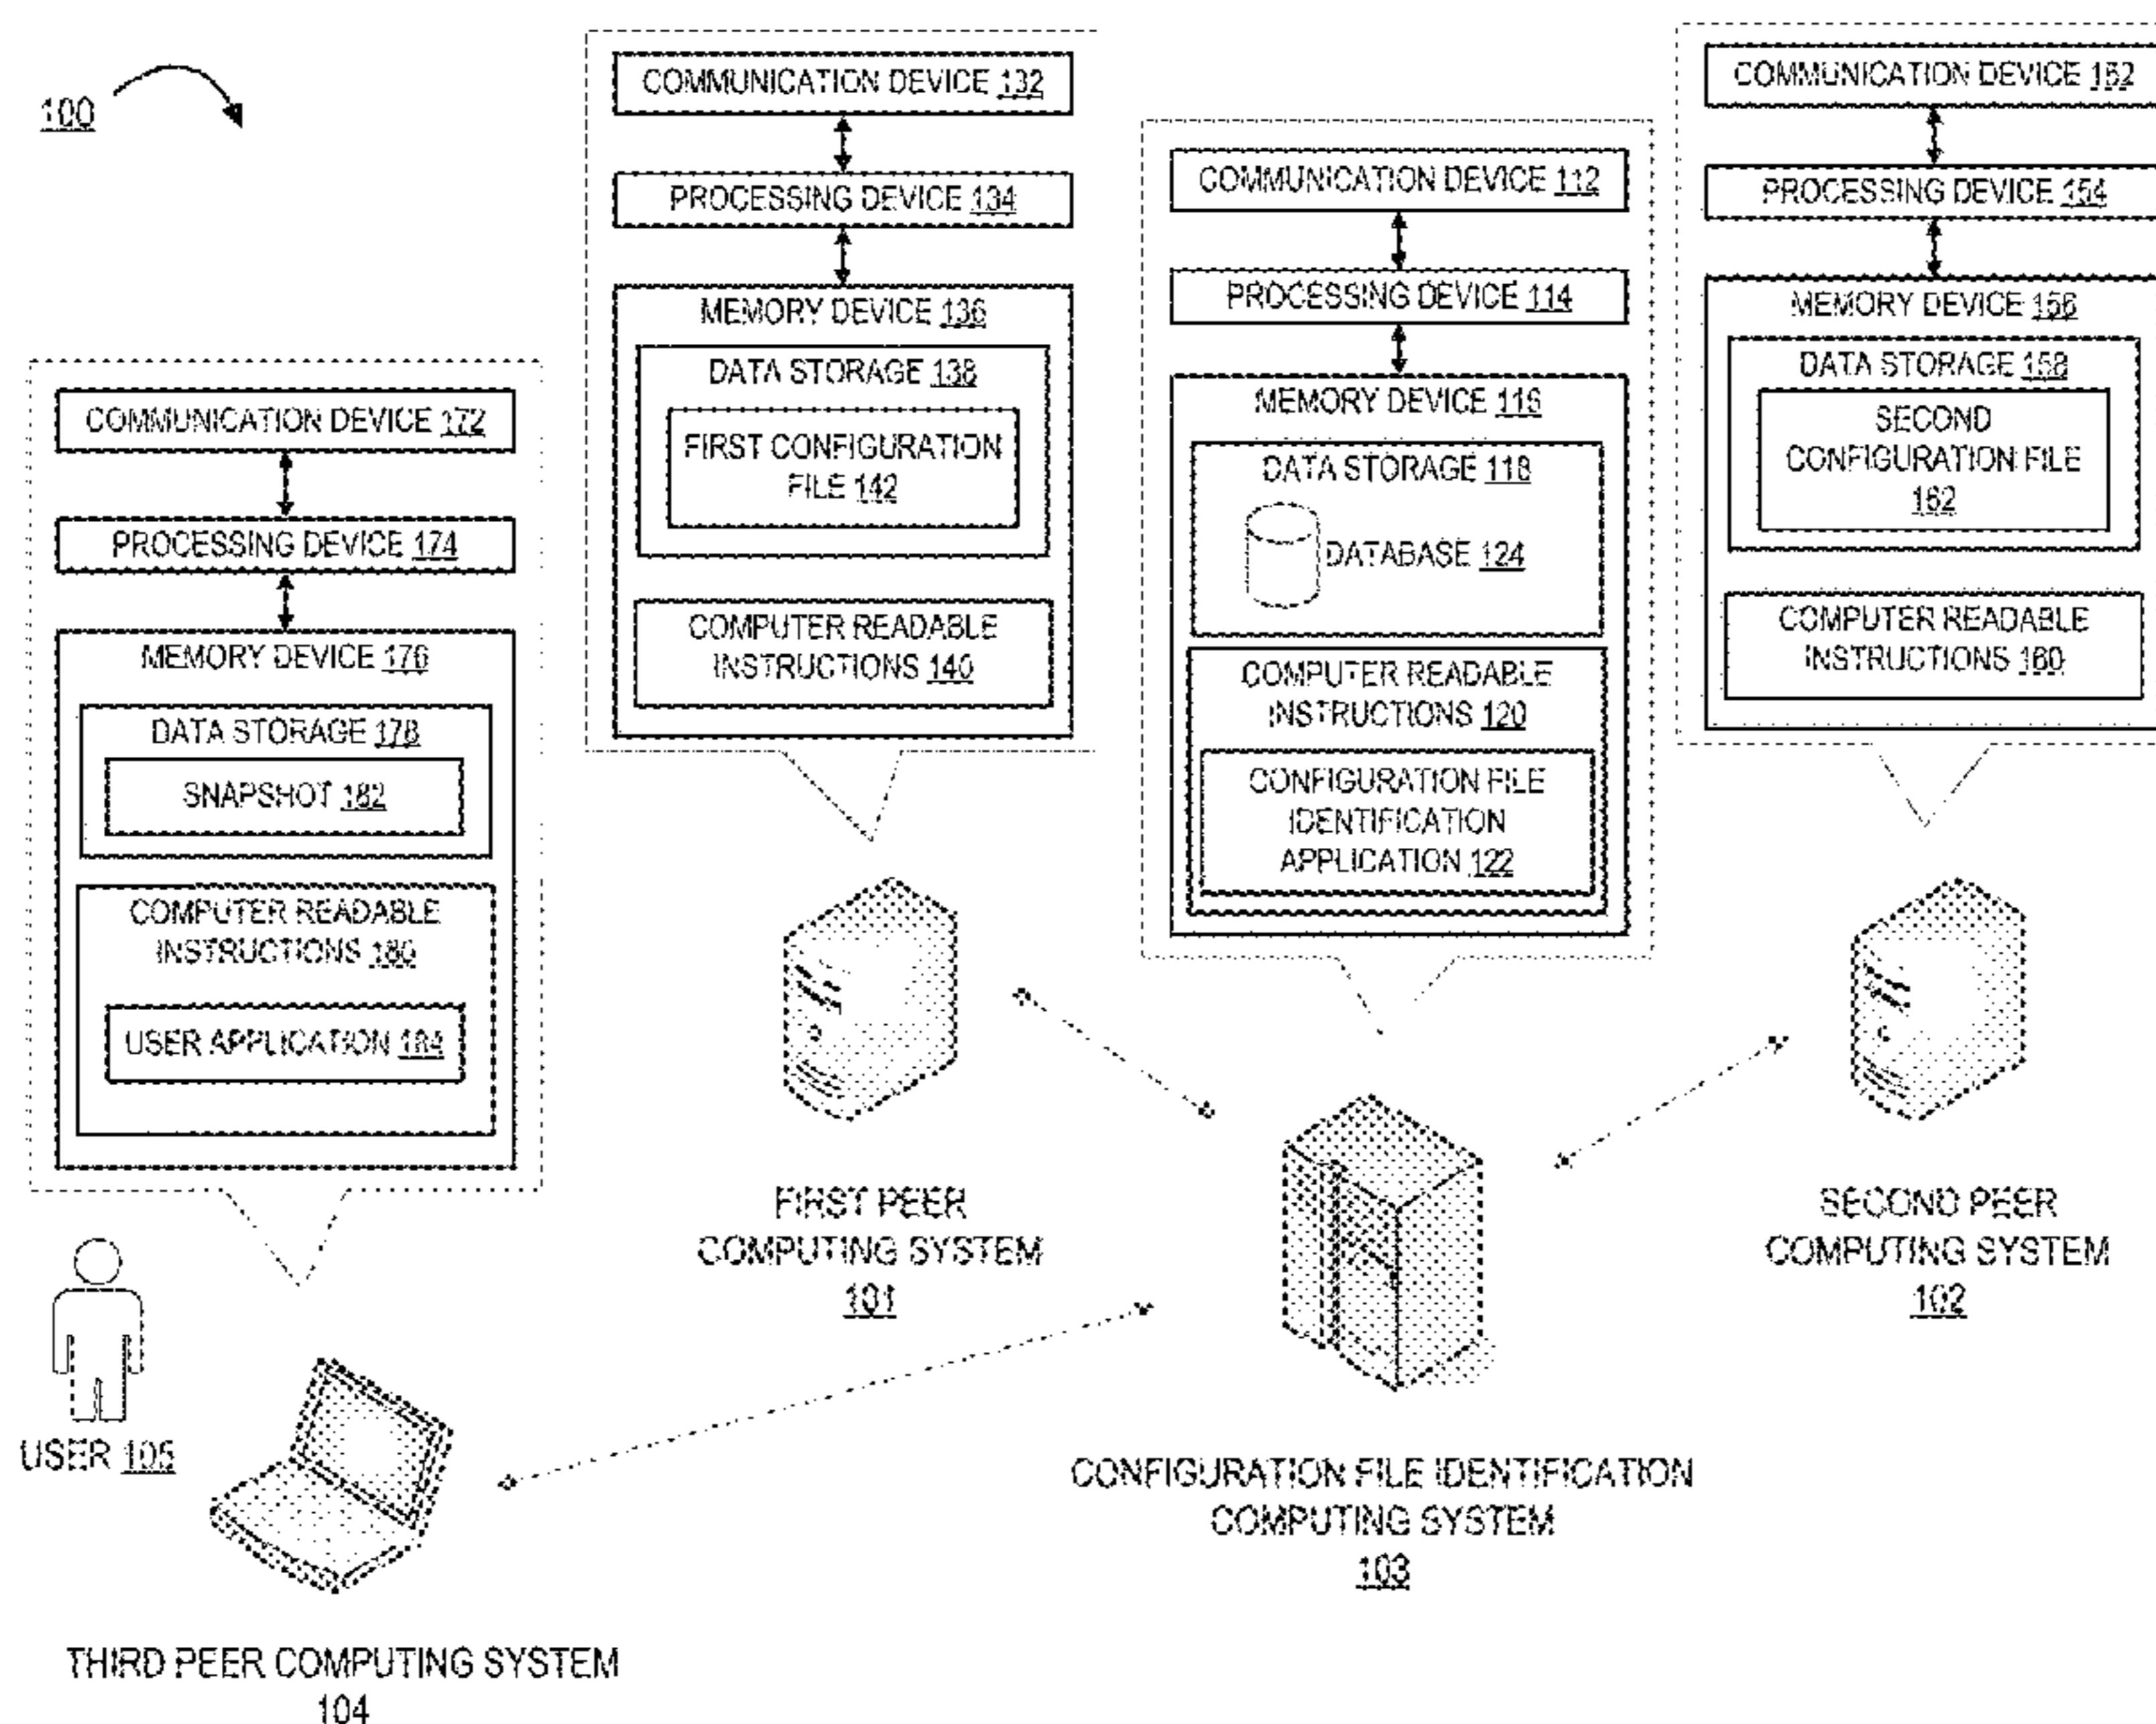 100
COMMUNICATION DEVICE 132
PROCESSING DEVICE 134
MEMORY DEVICE 136
DATA STORAGE 138
FIRST CONFIGURATION
FILE 142
COMPUTER READABLE
INSTRUCTIONS 140
COMMUNICATION DEVICE 112
PROCESSING DEVICE 114
MEMORY DEVICE 116
DATA STORAGE 118
DATABASE 124
COMPUTER READABLE
INSTRUCTIONS 120
CONFIGURATION FILE
IDENTIFICATION
APPLICATION 122
COMMUNICATION DEVICE 152
PROCESSING DEVICE 154
MEMORY DEVICE 156
DATA STORAGE 158
SECOND
CONFIGURATION FILE
162
COMPUTER READABLE
INSTRUCTIONS 160
COMMUNICATION DEVICE 172
PROCESSING DEVICE 174
MEMORY DEVICE 176
DATA STORAGE 178
SNAPSHOT 182
COMPUTER READABLE
INSTRUCTIONS 180
USER APPLICATION 184
FIRST PEER
COMPUTING SYSTEM
101
SECOND PEER
COMPUTING SYSTEM
102
USER 105
CONFIGURATION FILE IDENTIFICATION
COMPUTING SYSTEM
103
THIRD PEER COMPUTING SYSTEM
104